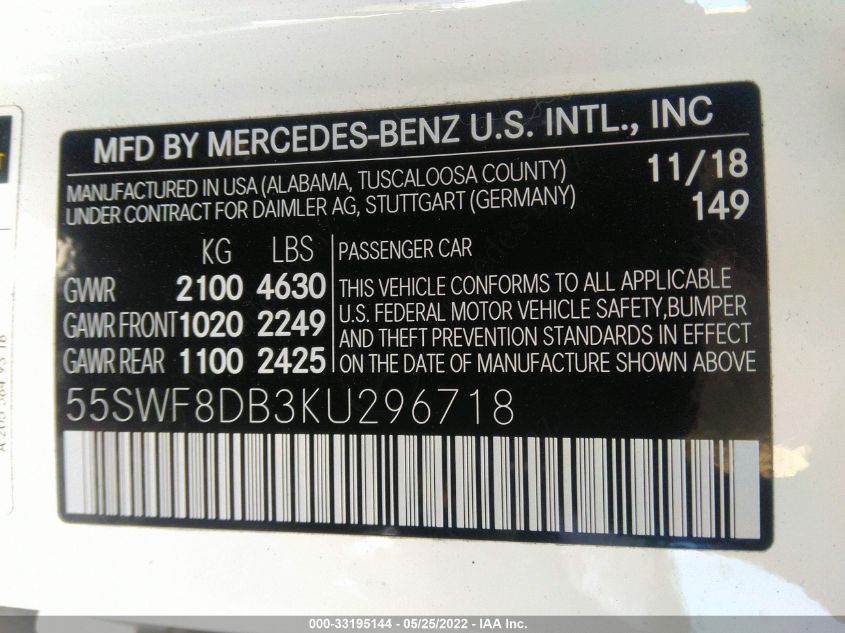 MFD BY MERCEDES-BENZ U.S. INTL., INC
MANUFACTURED IN USA (ALABAMA, TUSCALOOSA COUNTY) 11/18
UNDER CONTRACT FOR DAIMLER AG, STUTTGART (GERMANY) 149
KG LBS PASSENGER CAR
GVWR 2100 4630 THIS VEHICLE CONFORMS TO ALL APPLICABLE
U.S. FEDERAL MOTOR VEHICLE SAFETY,BUMPER
GAWR FRONT 1020 2249 AND THEFT PREVENTION STANDARDS IN EFFECT
GAWR REAR 1100 2425 ON THE DATE OF MANUFACTURE SHOWN ABOVE
55SWF8DB3KU296718
000-33195144 - 05/25/2022 - IAA Inc.